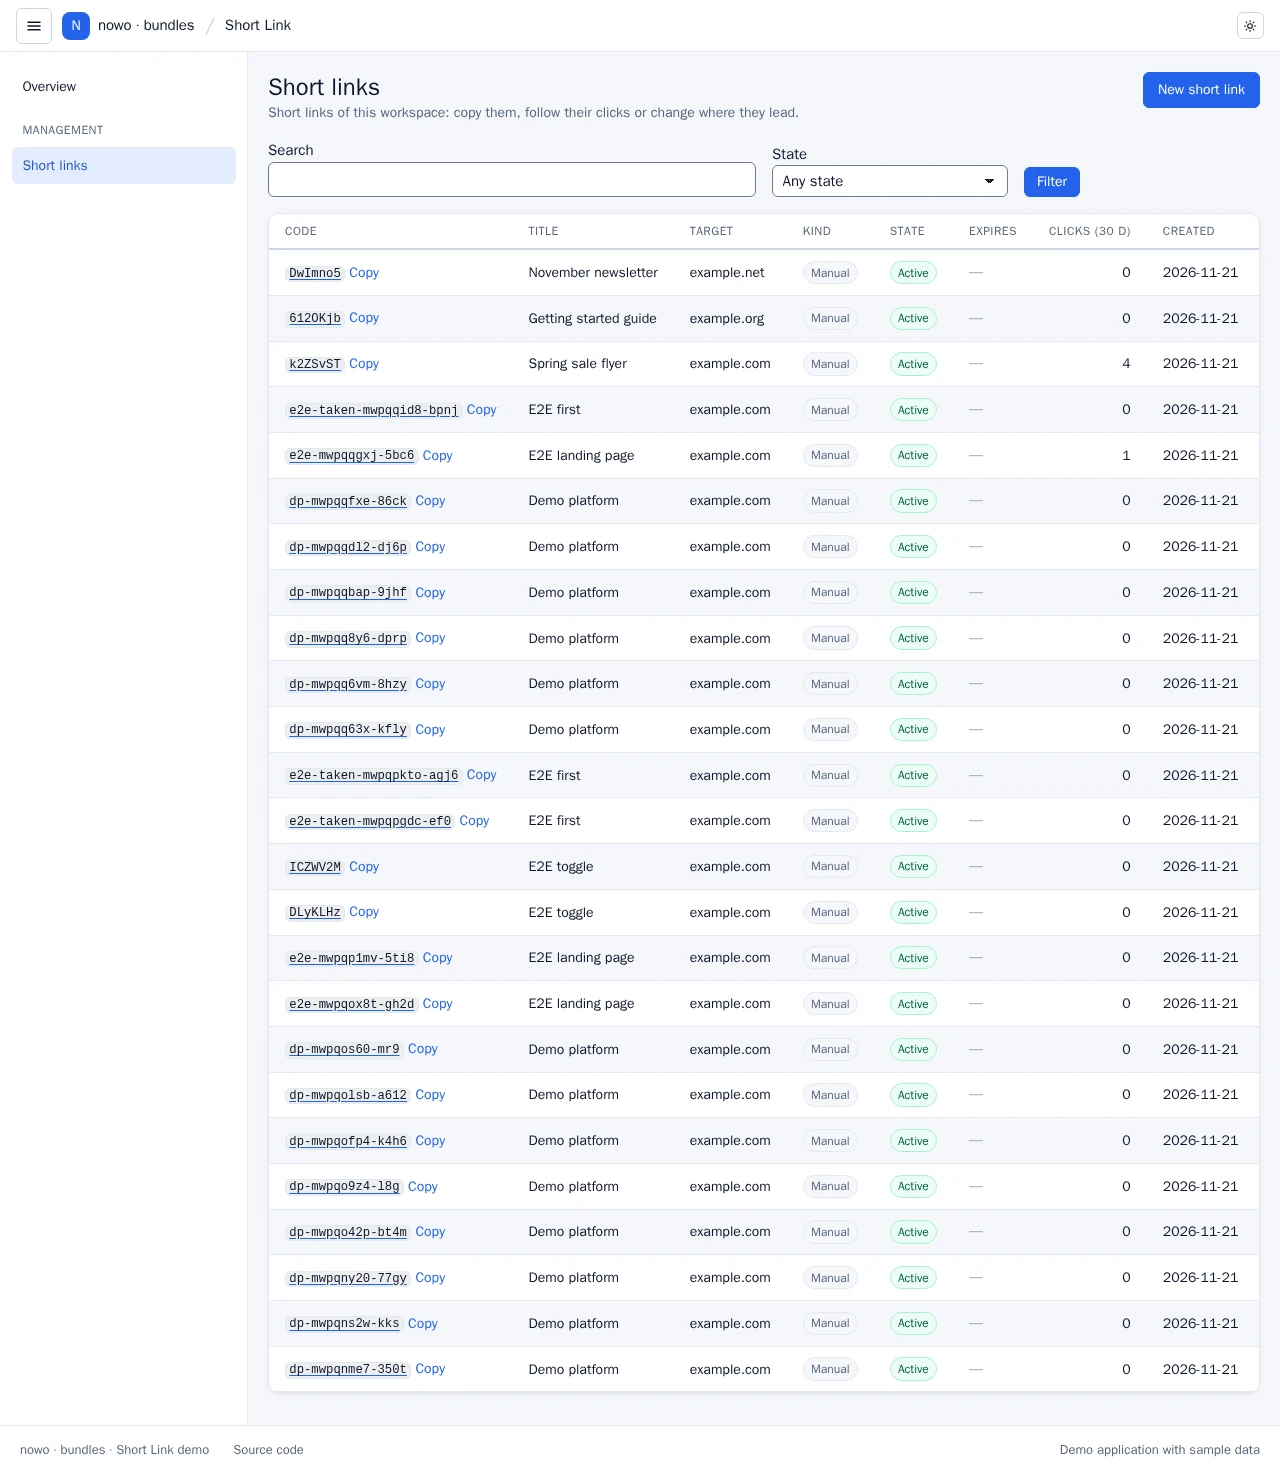 N nowo · bundles / Short Link
Overview
MANAGEMENT
Short links
Short links
New short link
Short links of this workspace: copy them, follow their clicks or change where they lead.
Search
State
Any state
Filter
CODE TITLE TARGET KIND STATE EXPIRES CLICKS (30 D) CREATED
DwImno5 Copy November newsletter example.net Manual Active — 0 2026-11-21
612OKjb Copy Getting started guide example.org Manual Active — 0 2026-11-21
k2ZSvST Copy Spring sale flyer example.com Manual Active — 4 2026-11-21
e2e-taken-mwpqqid8-bpnj Copy E2E first example.com Manual Active — 0 2026-11-21
e2e-mwpqqgxj-5bc6 Copy E2E landing page example.com Manual Active — 1 2026-11-21
dp-mwpqqfxe-86ck Copy Demo platform example.com Manual Active — 0 2026-11-21
dp-mwpqqdl2-dj6p Copy Demo platform example.com Manual Active — 0 2026-11-21
dp-mwpqqbap-9jhf Copy Demo platform example.com Manual Active — 0 2026-11-21
dp-mwpqq8y6-dprp Copy Demo platform example.com Manual Active — 0 2026-11-21
dp-mwpqq6vm-8hzy Copy Demo platform example.com Manual Active — 0 2026-11-21
dp-mwpqq63x-kfly Copy Demo platform example.com Manual Active — 0 2026-11-21
e2e-taken-mwpqpkto-agj6 Copy E2E first example.com Manual Active — 0 2026-11-21
e2e-taken-mwpqpgdc-ef0 Copy E2E first example.com Manual Active — 0 2026-11-21
ICZWV2M Copy E2E toggle example.com Manual Active — 0 2026-11-21
DLyKLHz Copy E2E toggle example.com Manual Active — 0 2026-11-21
e2e-mwpqp1mv-5ti8 Copy E2E landing page example.com Manual Active — 0 2026-11-21
e2e-mwpqox8t-gh2d Copy E2E landing page example.com Manual Active — 0 2026-11-21
dp-mwpqos60-mr9 Copy Demo platform example.com Manual Active — 0 2026-11-21
dp-mwpqolsb-a612 Copy Demo platform example.com Manual Active — 0 2026-11-21
dp-mwpqofp4-k4h6 Copy Demo platform example.com Manual Active — 0 2026-11-21
dp-mwpqo9z4-l8g Copy Demo platform example.com Manual Active — 0 2026-11-21
dp-mwpqo42p-bt4m Copy Demo platform example.com Manual Active — 0 2026-11-21
dp-mwpqny20-77gy Copy Demo platform example.com Manual Active — 0 2026-11-21
dp-mwpqns2w-kks Copy Demo platform example.com Manual Active — 0 2026-11-21
dp-mwpqnme7-350t Copy Demo platform example.com Manual Active — 0 2026-11-21
nowo · bundles · Short Link demo Source code Demo application with sample data